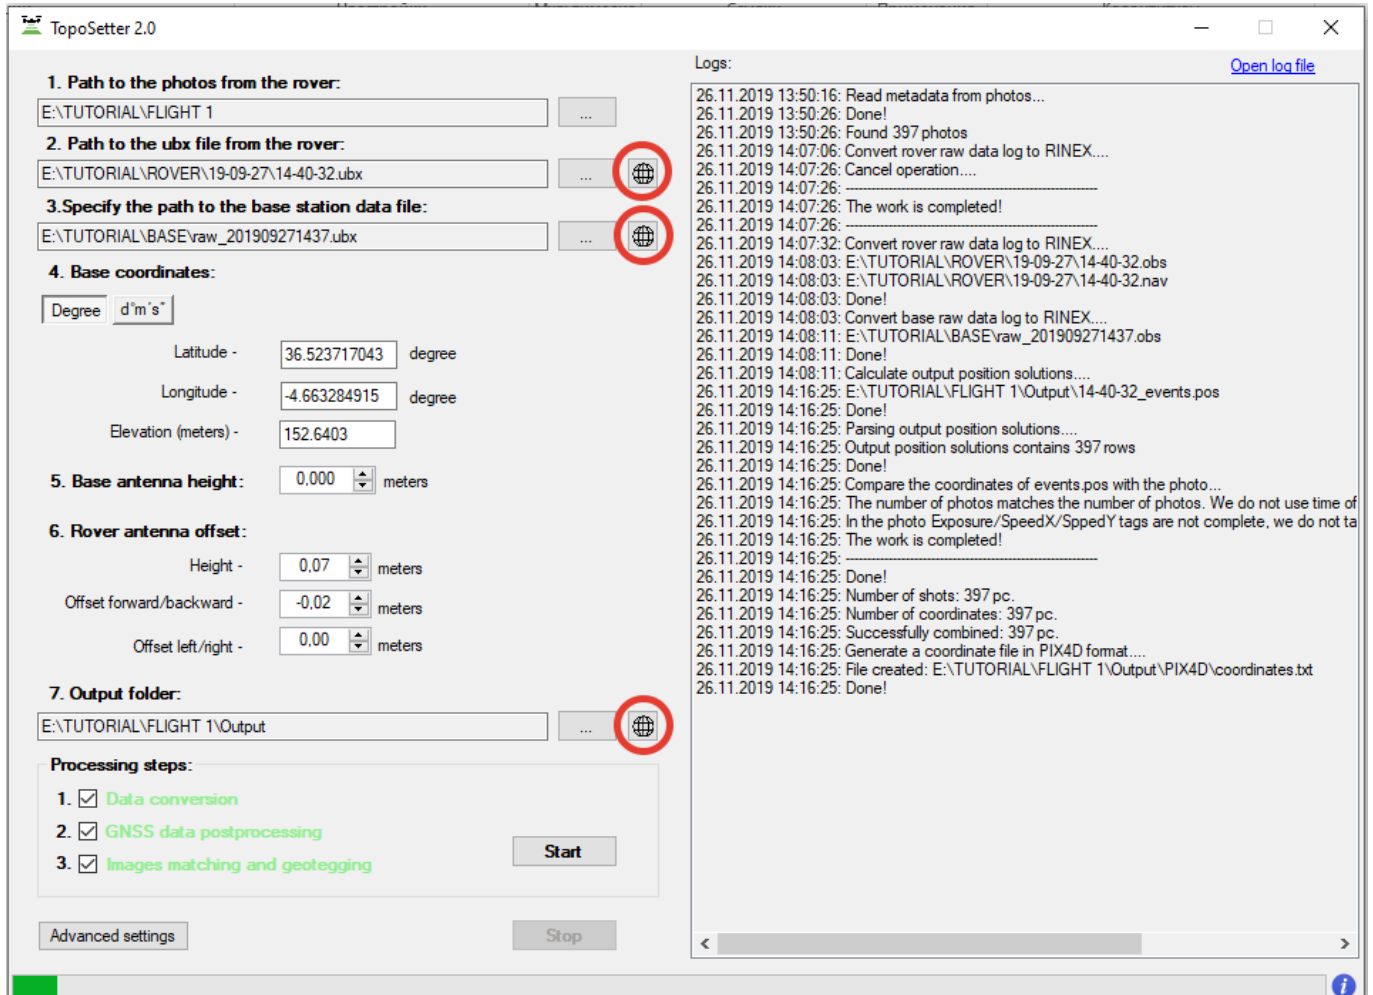 TopoSetter 2.0
1. Path to the photos from the rover:
E:\TUTORIAL\FLIGHT 1
...
2. Path to the ubx file from the rover:
E:\TUTORIAL\ROVER\19-09-27\14-40-32.ubx
...
3.Specify the path to the base station data file:
E:\TUTORIAL\BASE\raw_201909271437.ubx
...
4. Base coordinates:
Degree d°m´s˝
Latitude - 36.523717043 degree
Longitude - -4.663284915 degree
Elevation (meters) - 152.6403
5. Base antenna height: 0,000 meters
6. Rover antenna offset:
Height - 0,07 meters
Offset forward/backward - -0,02 meters
Offset left/right - 0,00 meters
7. Output folder:
E:\TUTORIAL\FLIGHT 1\Output
...
Processing steps:
1. Data conversion
2. GNSS data postprocessing
3. Images matching and geotegging
Start
Advanced settings
Stop
Logs:
Open log file
26.11.2019 13:50:16: Read metadata from photos...
26.11.2019 13:50:26: Done!
26.11.2019 13:50:26: Found 397 photos
26.11.2019 14:07:06: Convert rover raw data log to RINEX....
26.11.2019 14:07:26: Cancel operation....
26.11.2019 14:07:26: ------------------------------------------------------------
26.11.2019 14:07:26: The work is completed!
26.11.2019 14:07:26: ------------------------------------------------------------
26.11.2019 14:07:32: Convert rover raw data log to RINEX....
26.11.2019 14:08:03: E:\TUTORIAL\ROVER\19-09-27\14-40-32.obs
26.11.2019 14:08:03: E:\TUTORIAL\ROVER\19-09-27\14-40-32.nav
26.11.2019 14:08:03: Done!
26.11.2019 14:08:03: Convert base raw data log to RINEX....
26.11.2019 14:08:11: E:\TUTORIAL\BASE\raw_201909271437.obs
26.11.2019 14:08:11: Done!
26.11.2019 14:08:11: Calculate output position solutions....
26.11.2019 14:16:25: E:\TUTORIAL\FLIGHT 1\Output\14-40-32_events.pos
26.11.2019 14:16:25: Done!
26.11.2019 14:16:25: Parsing output position solutions....
26.11.2019 14:16:25: Output position solutions contains 397 rows
26.11.2019 14:16:25: Done!
26.11.2019 14:16:25: Compare the coordinates of events.pos with the photo...
26.11.2019 14:16:25: The number of photos matches the number of photos. We do not use time of
26.11.2019 14:16:25: In the photo Exposure/SpeedX/SppedY tags are not complete, we do not ta
26.11.2019 14:16:25: The work is completed!
26.11.2019 14:16:25: ------------------------------------------------------------
26.11.2019 14:16:25: Done!
26.11.2019 14:16:25: Number of shots: 397 pc.
26.11.2019 14:16:25: Number of coordinates: 397 pc.
26.11.2019 14:16:25: Successfully combined: 397 pc.
26.11.2019 14:16:25: Generate a coordinate file in PIX4D format....
26.11.2019 14:16:25: File created: E:\TUTORIAL\FLIGHT 1\Output\PIX4D\coordinates.txt
26.11.2019 14:16:25: Done!